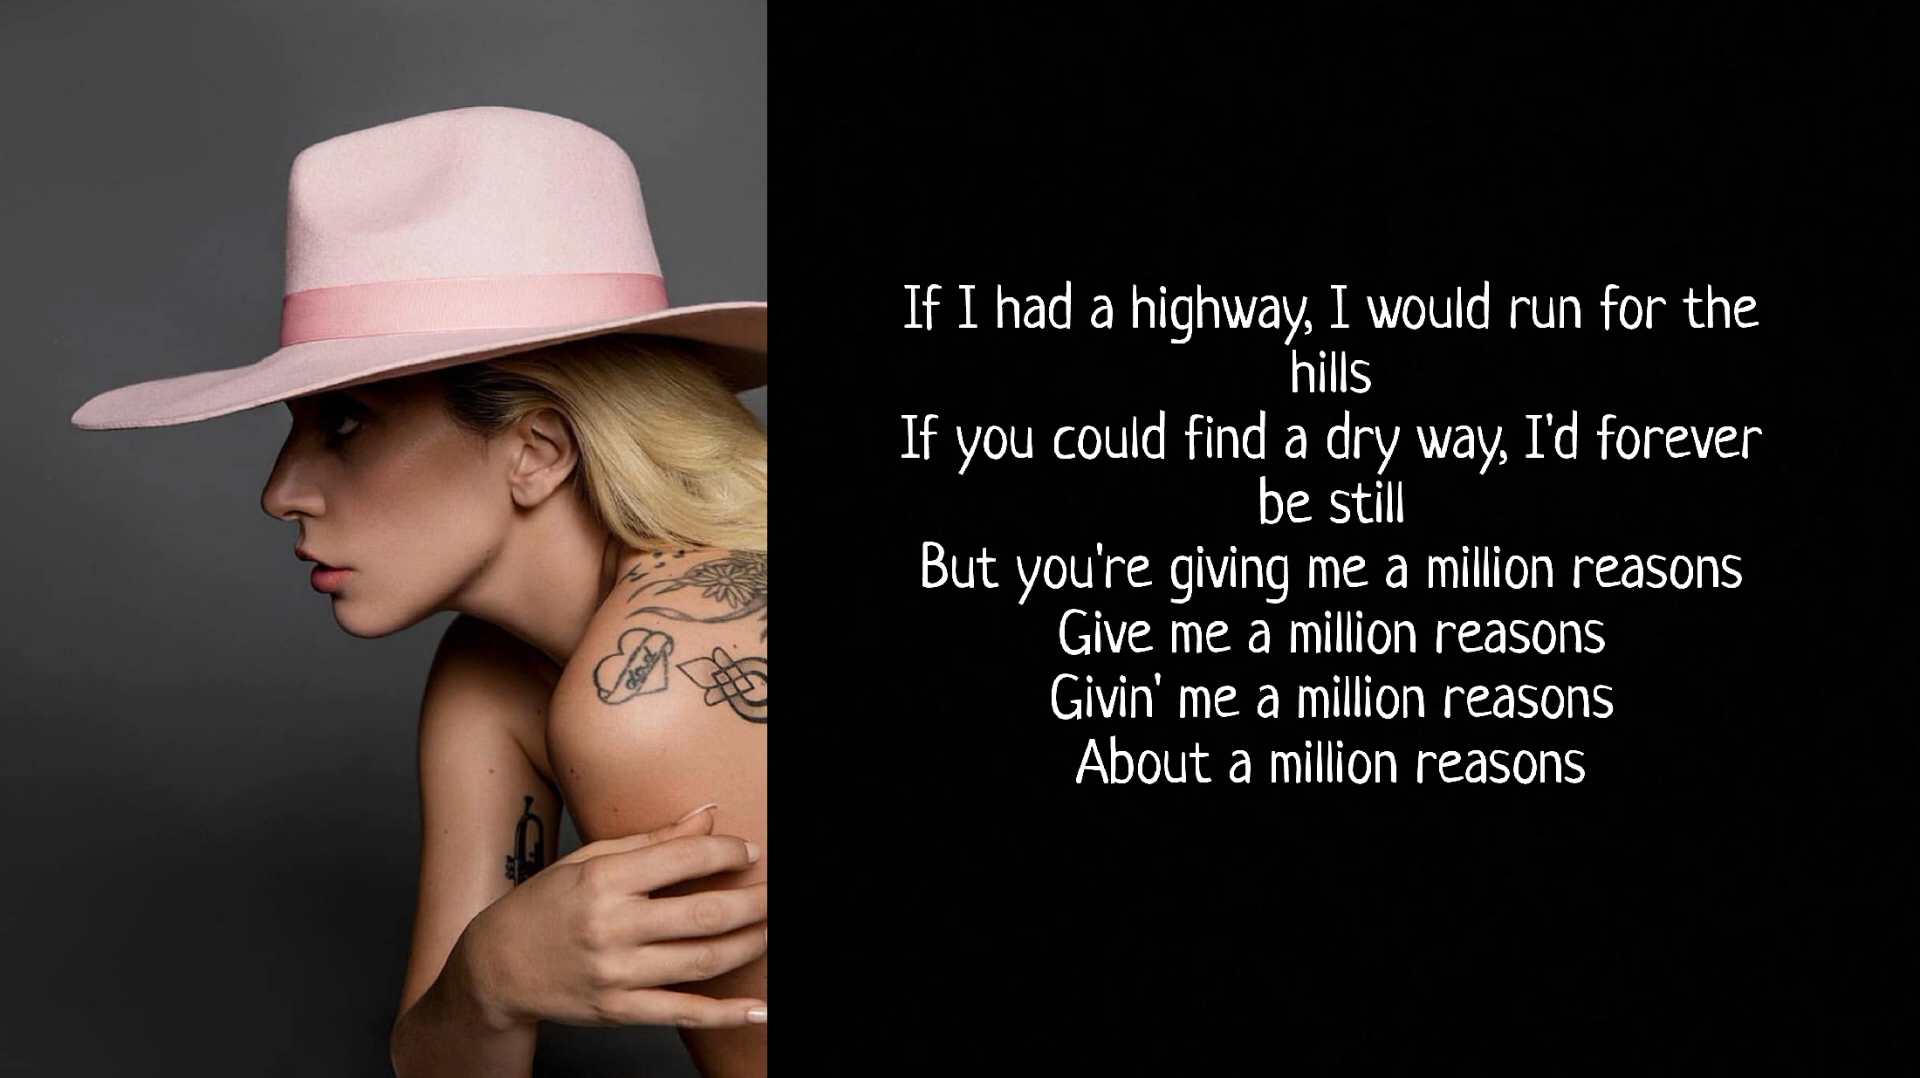 If I had a highway, I would run for the
hills
If you could find a dry way, I'd forever
be still
But you're giving me a million reasons
Give me a million reasons
Givin' me a million reasons
About a million reasons
Dad